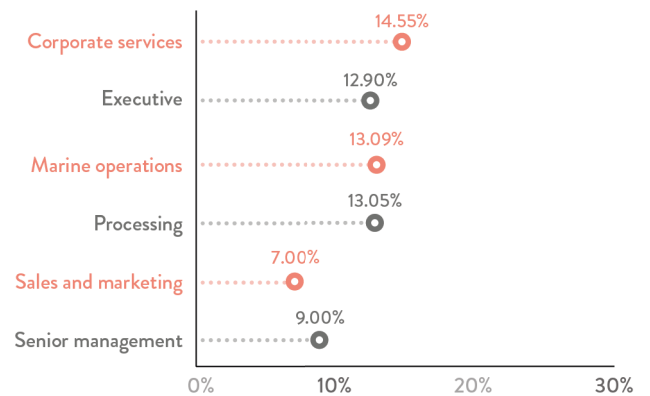 14.55%
Corporate services
12.90%
Executive
13.09%
Marine operations
13.05%
Processing
7.00%
Sales and marketing
9.00%
Senior management
0% 10% 20% 30%